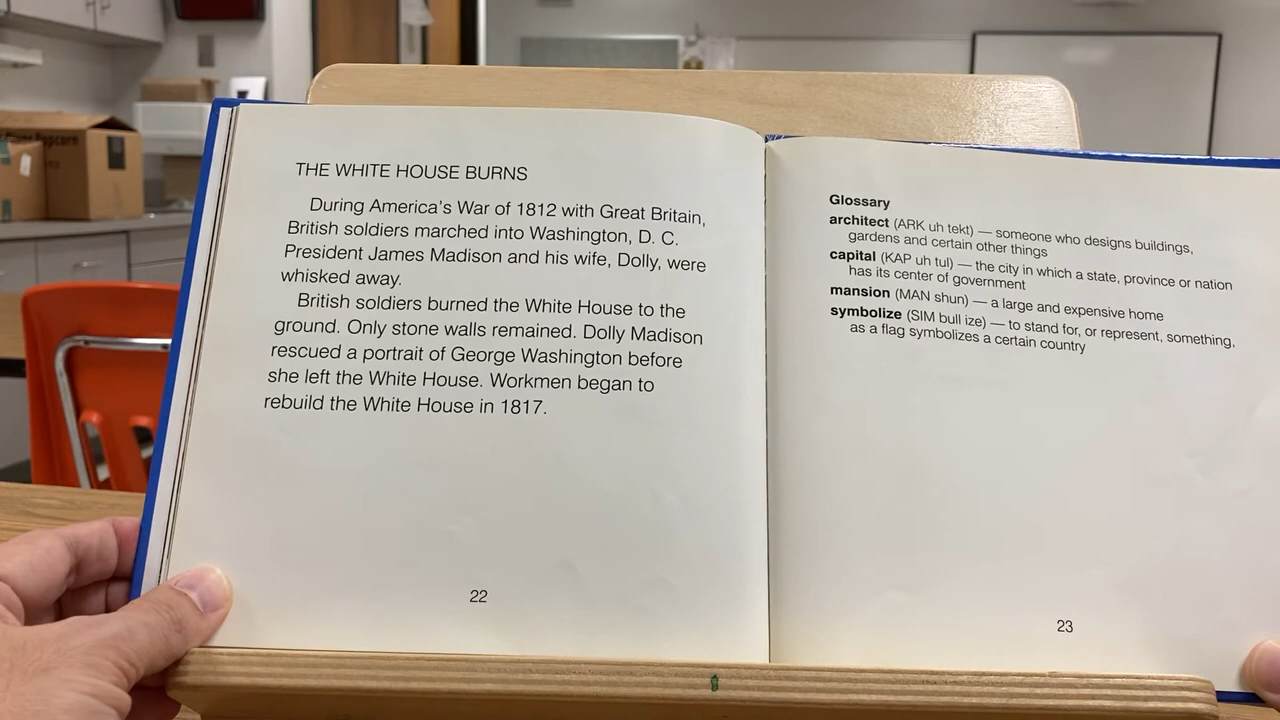 THE WHITE HOUSE BURNS
During America's War of 1812 with Great Britain,
British soldiers marched into Washington, D. C.
President James Madison and his wife, Dolly, were
whisked away.
British soldiers burned the White House to the
ground. Only stone walls remained. Dolly Madison
rescued a portrait of George Washington before
she left the White House. Workmen began to
rebuild the White House in 1817.
22
Glossary
architect (ARK uh tekt) — someone who designs buildings,
gardens and certain other things
capital (KAP uh tul) — the city in which a state, province or nation
has its center of government
mansion (MAN shun) — a large and expensive home
symbolize (SIM bull ize) — to stand for, or represent, something,
as a flag symbolizes a certain country
23